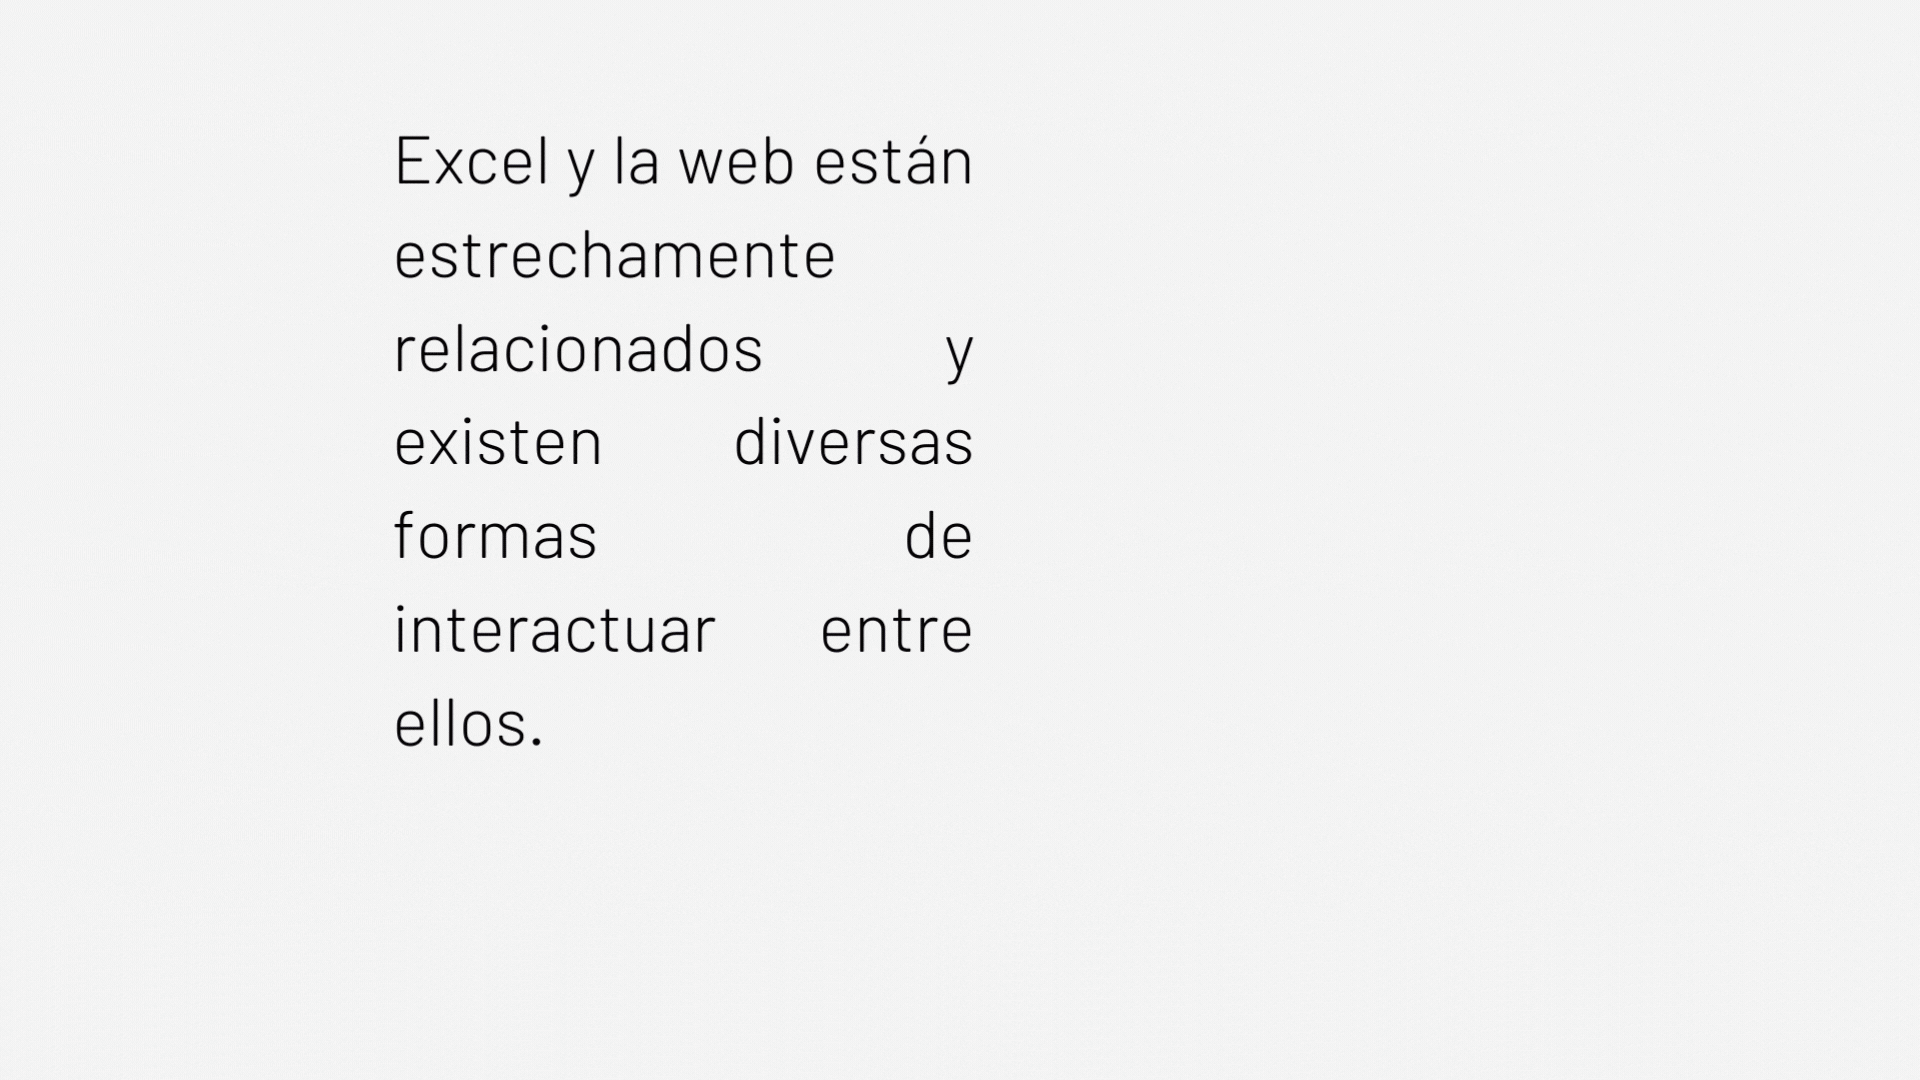 Excel y la web están
estrechamente
relacionados y
existen diversas
formas de
interactuar entre
ellos.